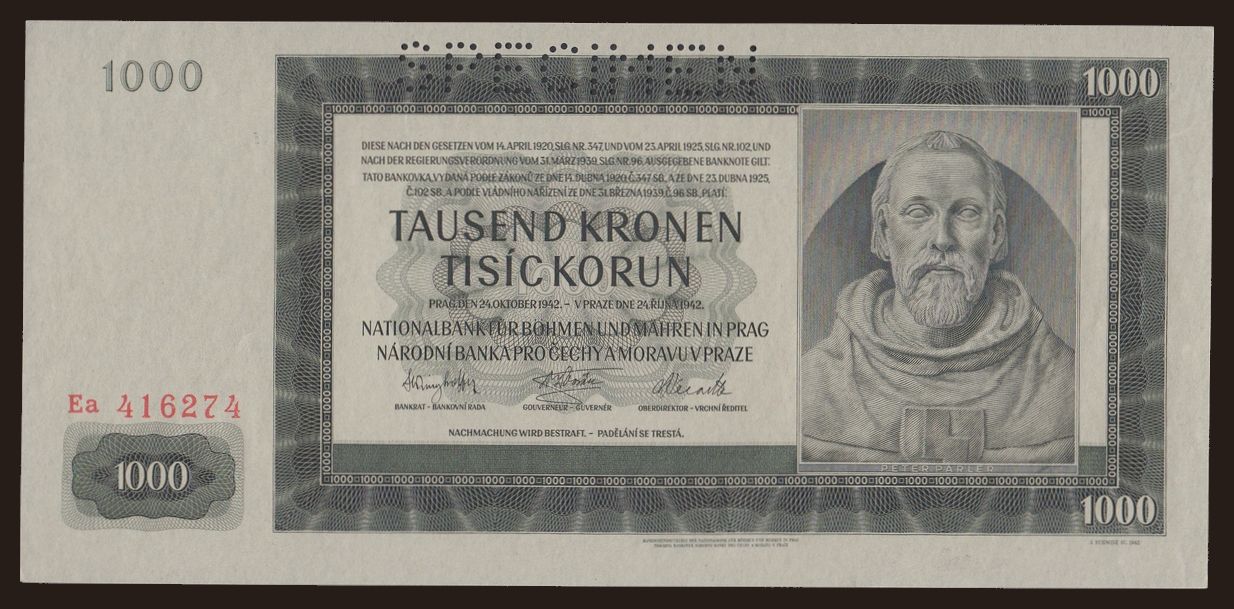 SPECIMEN
1000
1000
DIESE NACH DEN GESETZEN VOM 14. APRIL 1920, SLG. NR. 347, UND VOM 23. APRIL 1925, SLG. NR. 102, UND
NACH DER REGIERUNGSVERORDNUNG VOM 31. MÄRZ 1939, SLG. NR. 96, AUSGEGEBENE BANKNOTE GILT.
TATO BANKOVKA, VYDANÁ PODLE ZÁKONŮ ZE DNE 14. DUBNA 1920, Č. 347 SB., A ZE DNE 23. DUBNA 1925,
Č. 102 SB., A PODLE VLÁDNÍHO NAŘÍZENÍ ZE DNE 31. BŘEZNA 1939, Č. 96 SB., PLATÍ:
TAUSEND KRONEN
TISÍC KORUN
PRAG, DEN 24. OKTOBER 1942. – V PRAZE DNE 24. ŘÍJNA 1942.
NATIONALBANK FÜR BÖHMEN UND MÄHREN IN PRAG
NÁRODNÍ BANKA PRO ČECHY A MORAVU V PRAZE
BANKRAT – BANKOVNÍ RADA
GOUVERNEUR – GUVERNÉR
OBERDIREKTOR – VRCHNÍ ŘEDITEL
NACHMACHUNG WIRD BESTRAFT. – PADĚLÁNÍ SE TRESTÁ.
PETER PARLER
Ea 416274
1000
1000